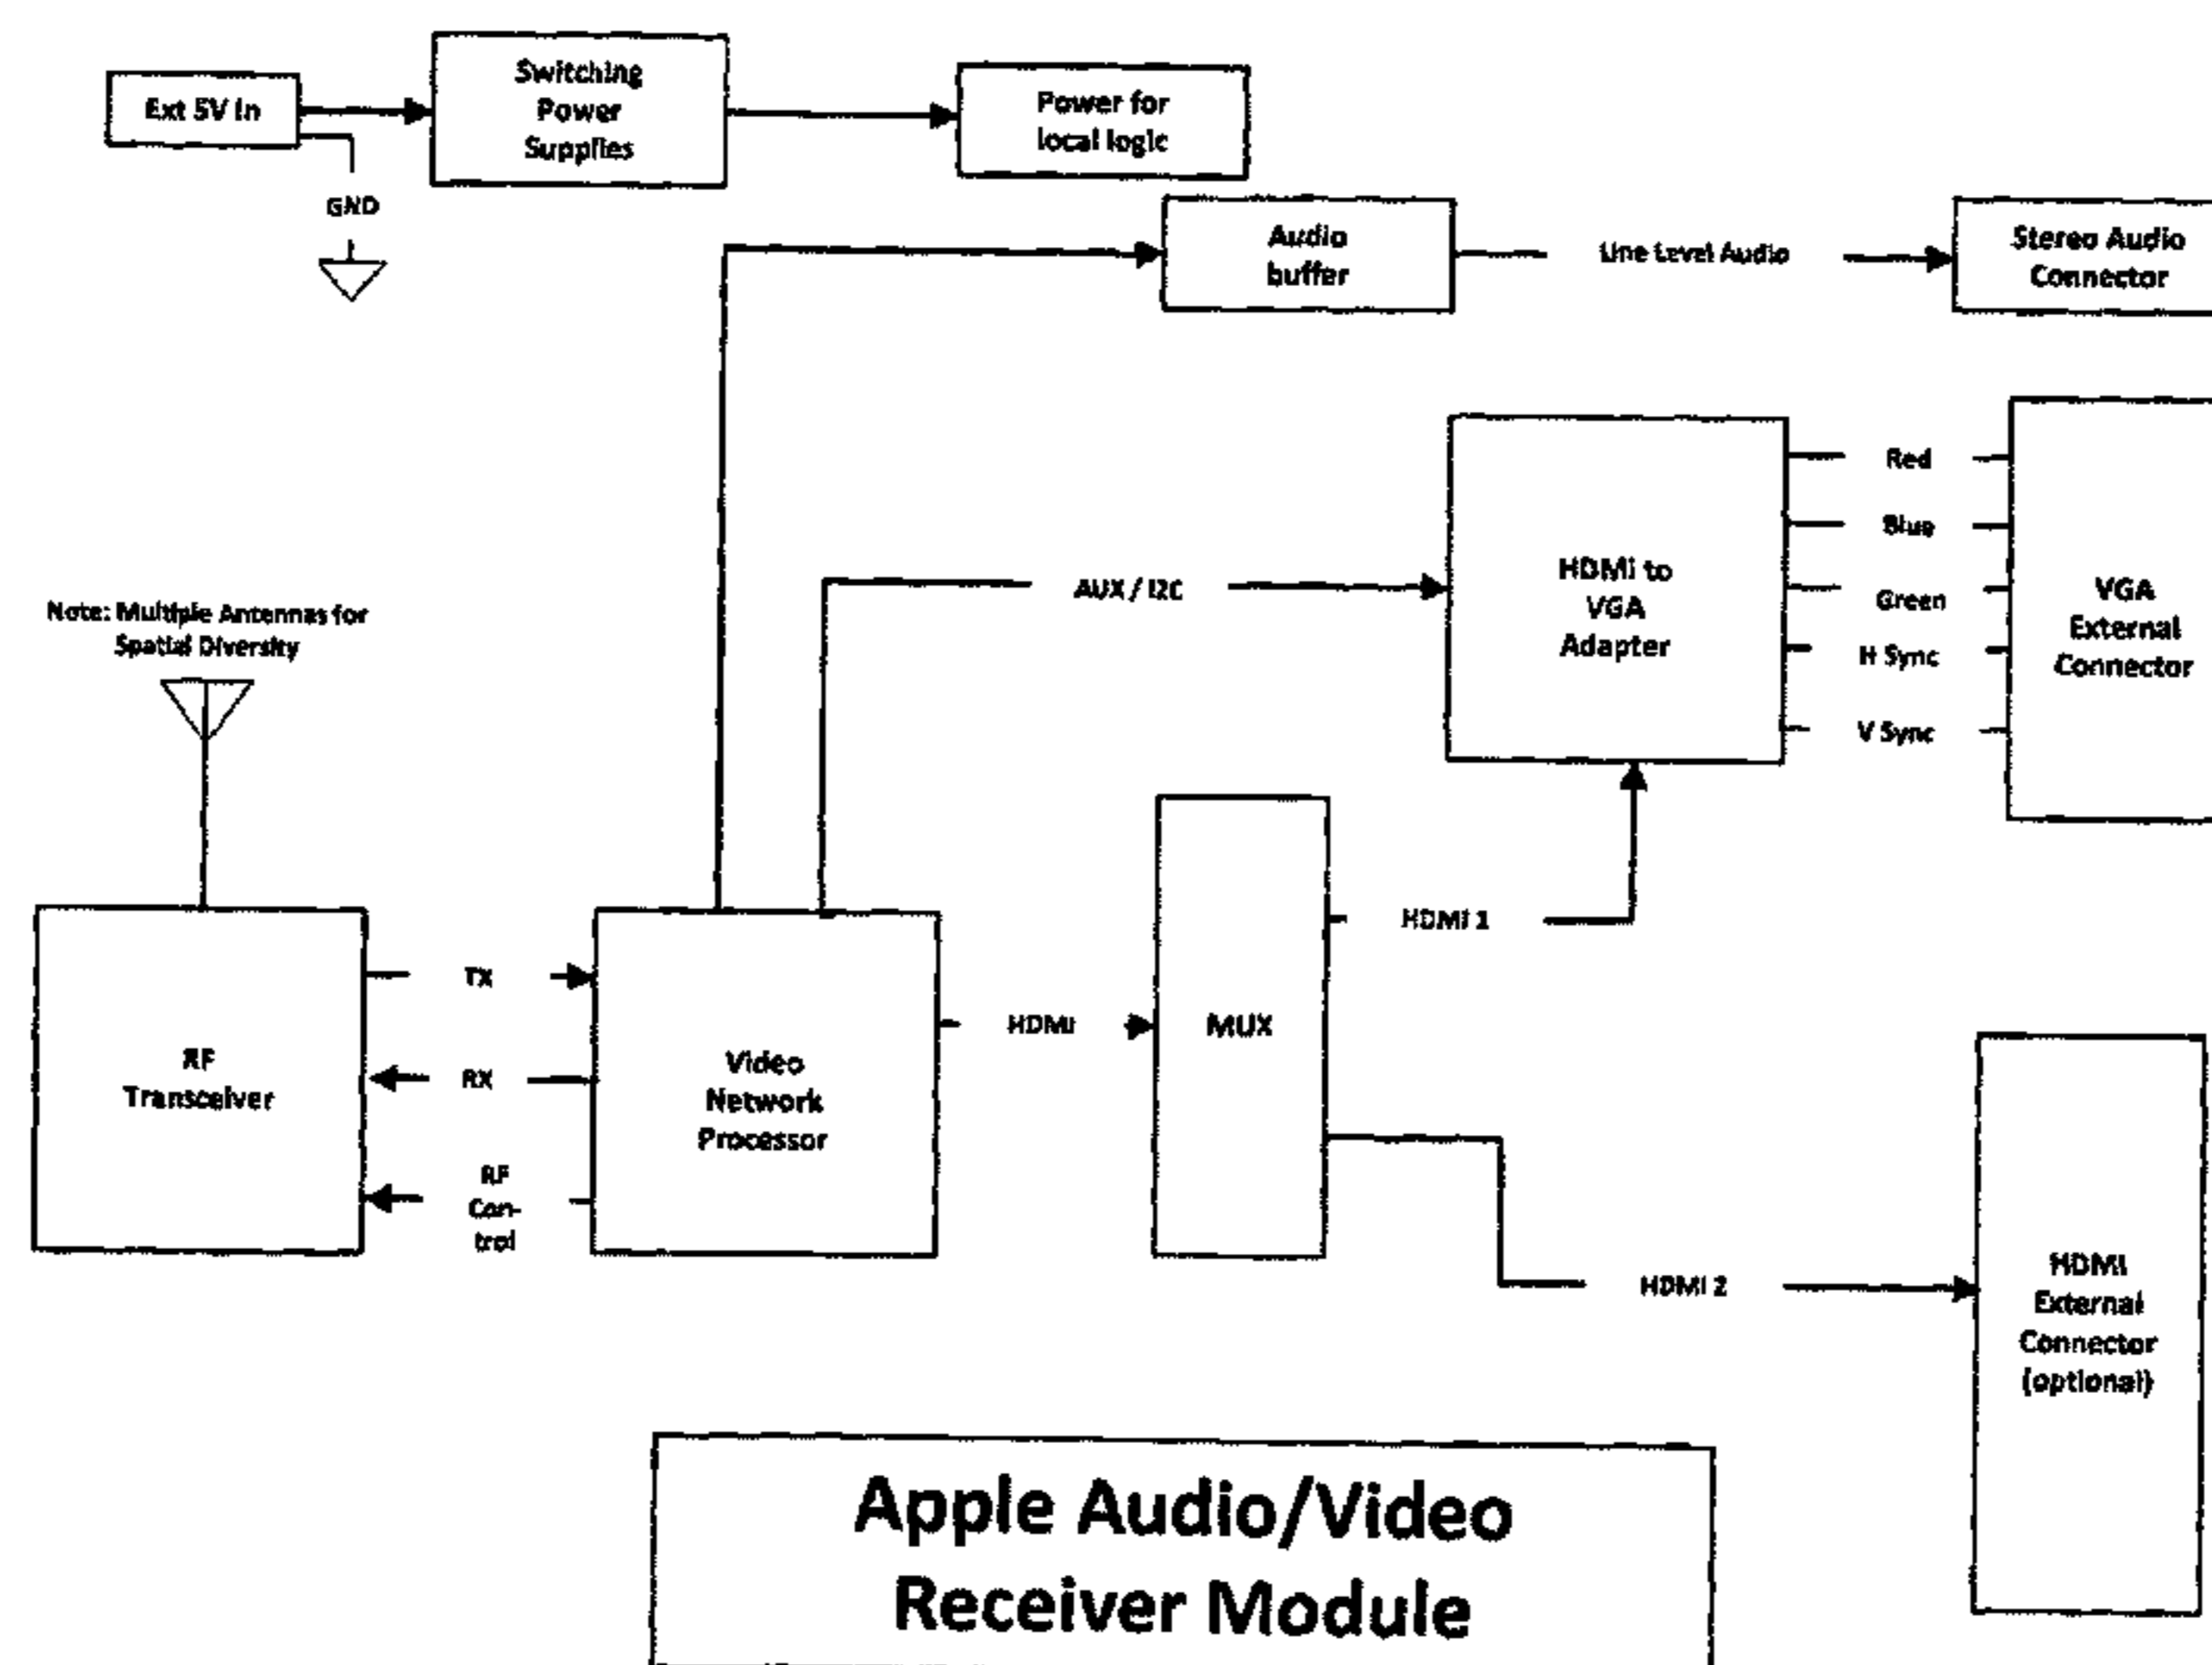 Ext 5V In
Switching
Power
Supplies
Power for
local logic
GND
Audio
buffer
Line Level Audio
Stereo Audio
Connector
Red
Blue
Green
H Sync
V Sync
HDMI to
VGA
Adapter
VGA
External
Connector
AUX / I2C
Note: Multiple Antennas for
Spatial Diversity
RF
Transceiver
TX
RX
RF
Con-
trol
Video
Network
Processor
HDMI
MUX
HDMI 1
HDMI 2
HDMI
External
Connector
(optional)
Apple Audio/Video
Receiver Module